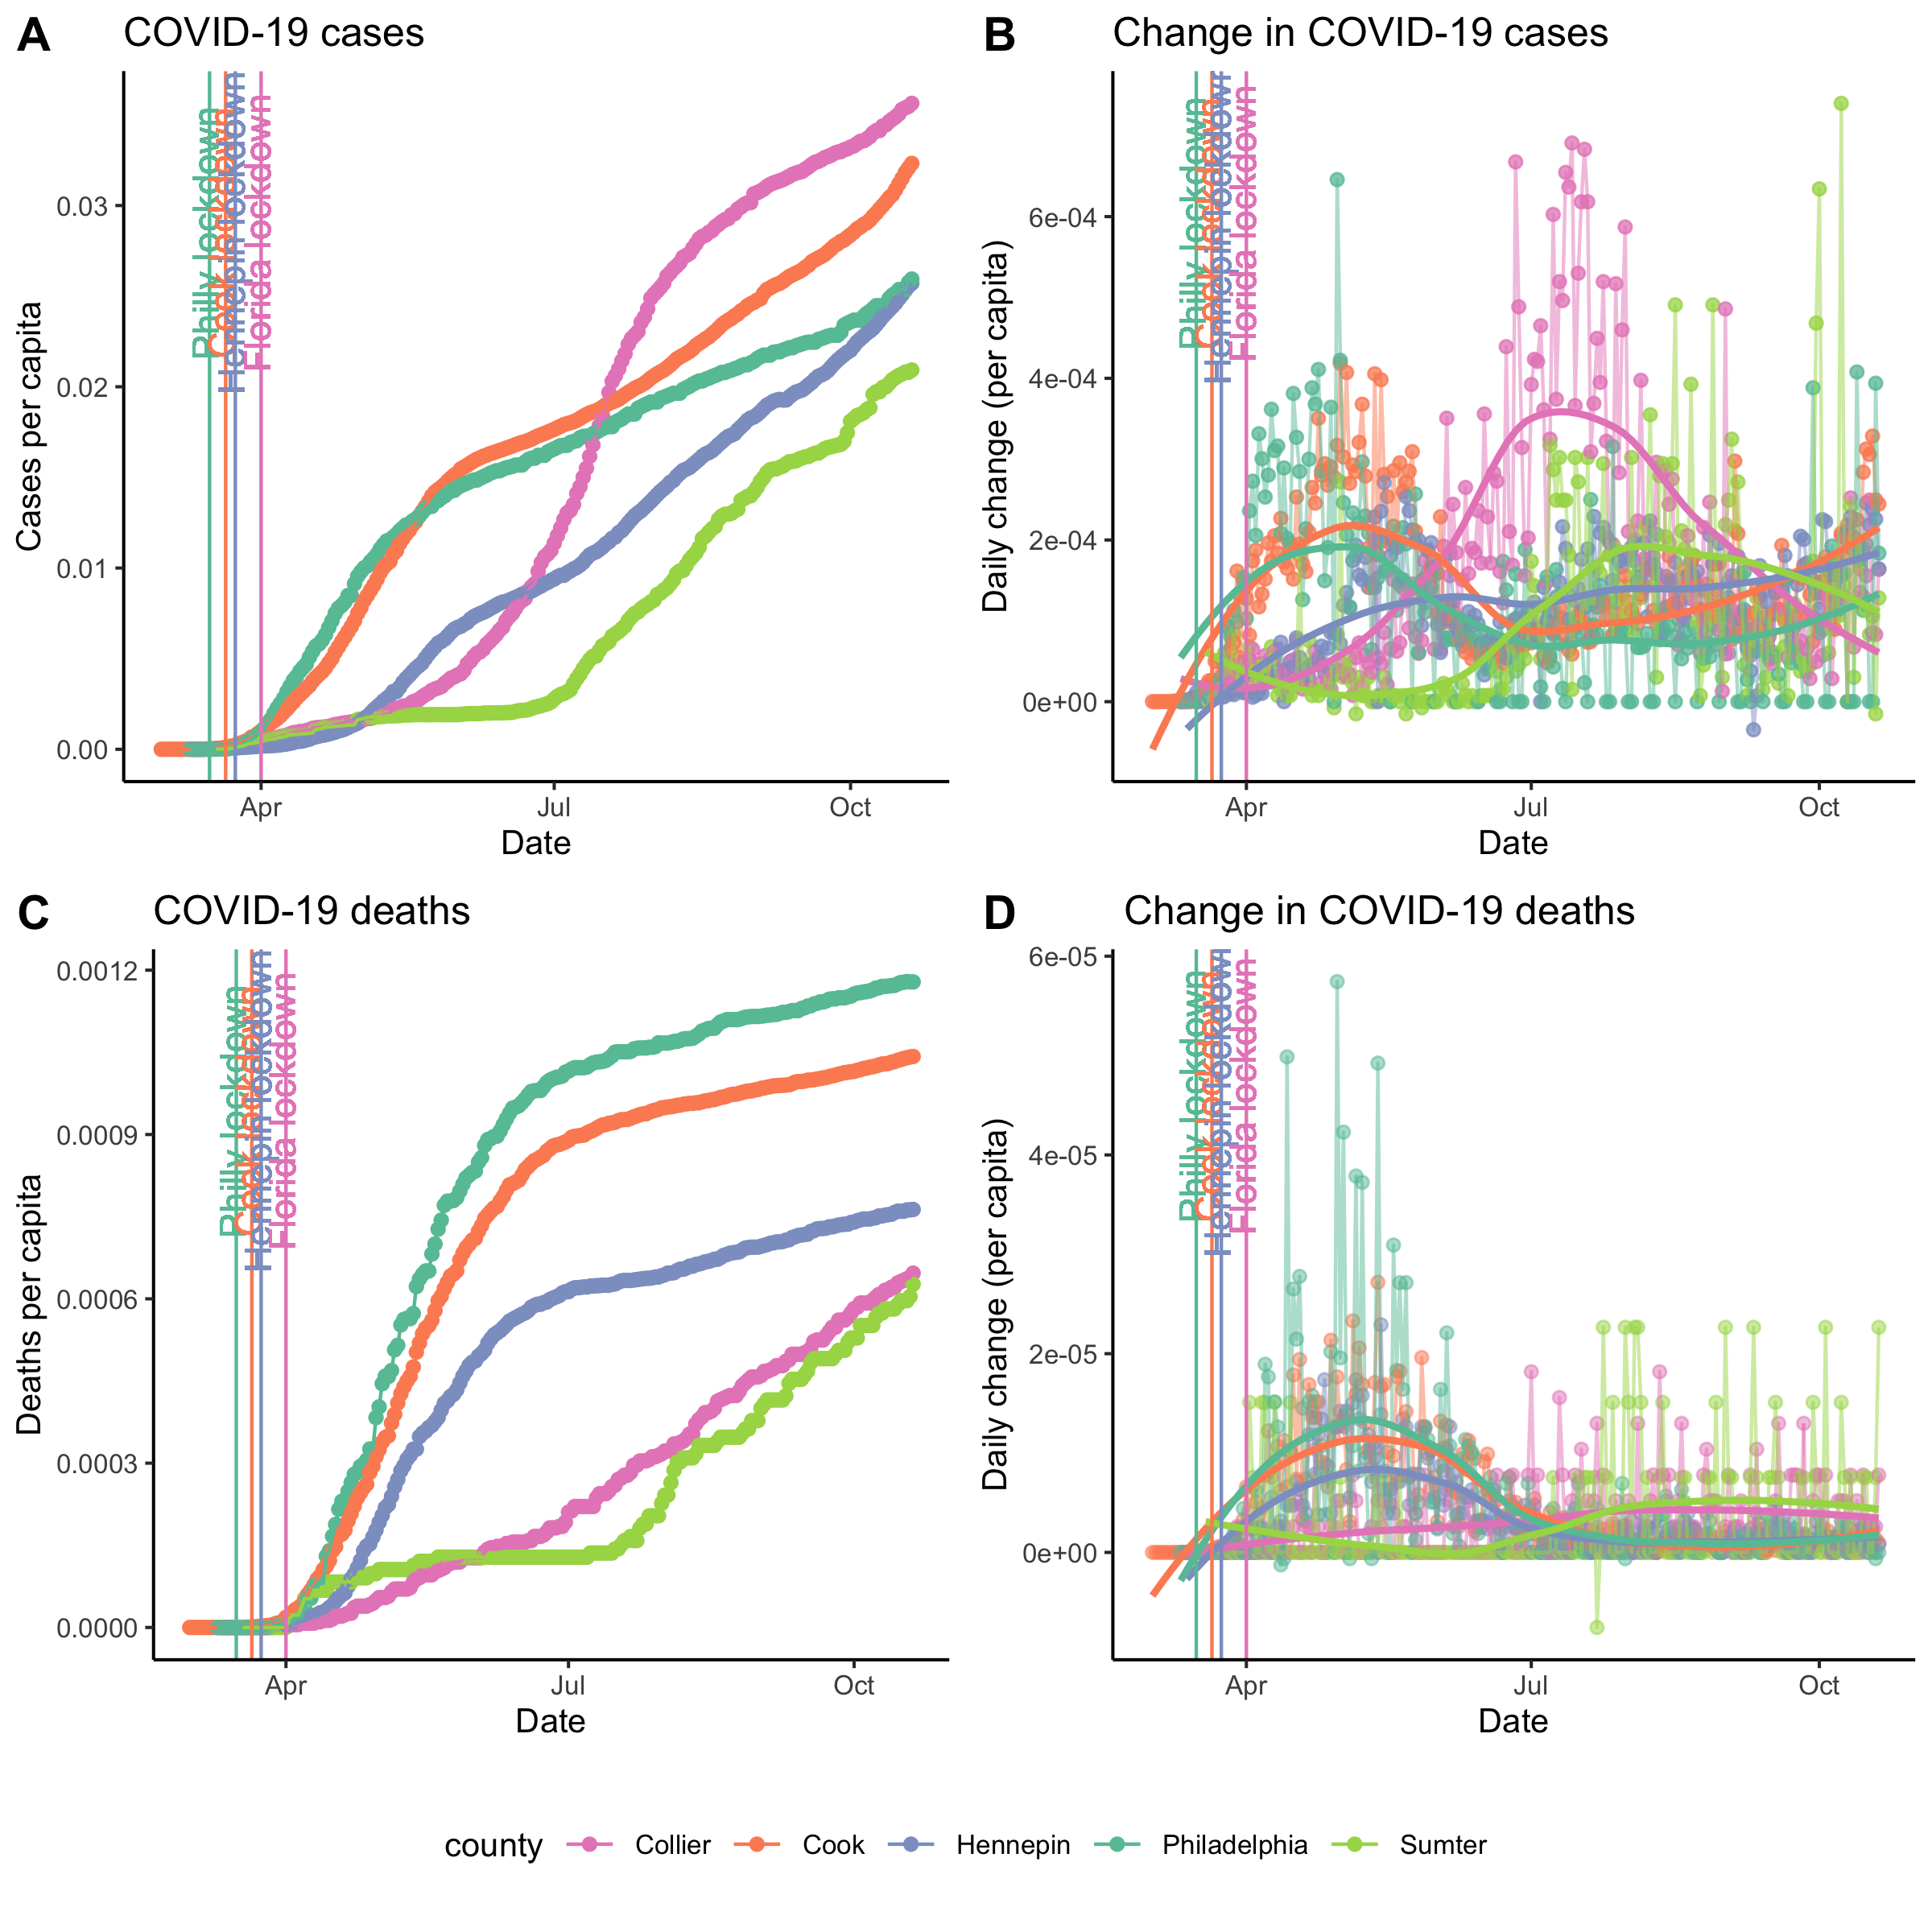 A COVID-19 cases
Cases per capita
0.03
0.02
0.01
0.00
Philly lockdown
Cook lockdown
Hennepin lockdown
Florida lockdown
Apr Jul Oct
Date
B Change in COVID-19 cases
Daily change (per capita)
6e-04
4e-04
2e-04
0e+00
Philly lockdown
Cook lockdown
Hennepin lockdown
Florida lockdown
Apr Jul Oct
Date
C COVID-19 deaths
Deaths per capita
0.0012
0.0009
0.0006
0.0003
0.0000
Philly lockdown
Cook lockdown
Hennepin lockdown
Florida lockdown
Apr Jul Oct
Date
D Change in COVID-19 deaths
Daily change (per capita)
6e-05
4e-05
2e-05
0e+00
Philly lockdown
Cook lockdown
Hennepin lockdown
Florida lockdown
Apr Jul Oct
Date
county Collier Cook Hennepin Philadelphia Sumter